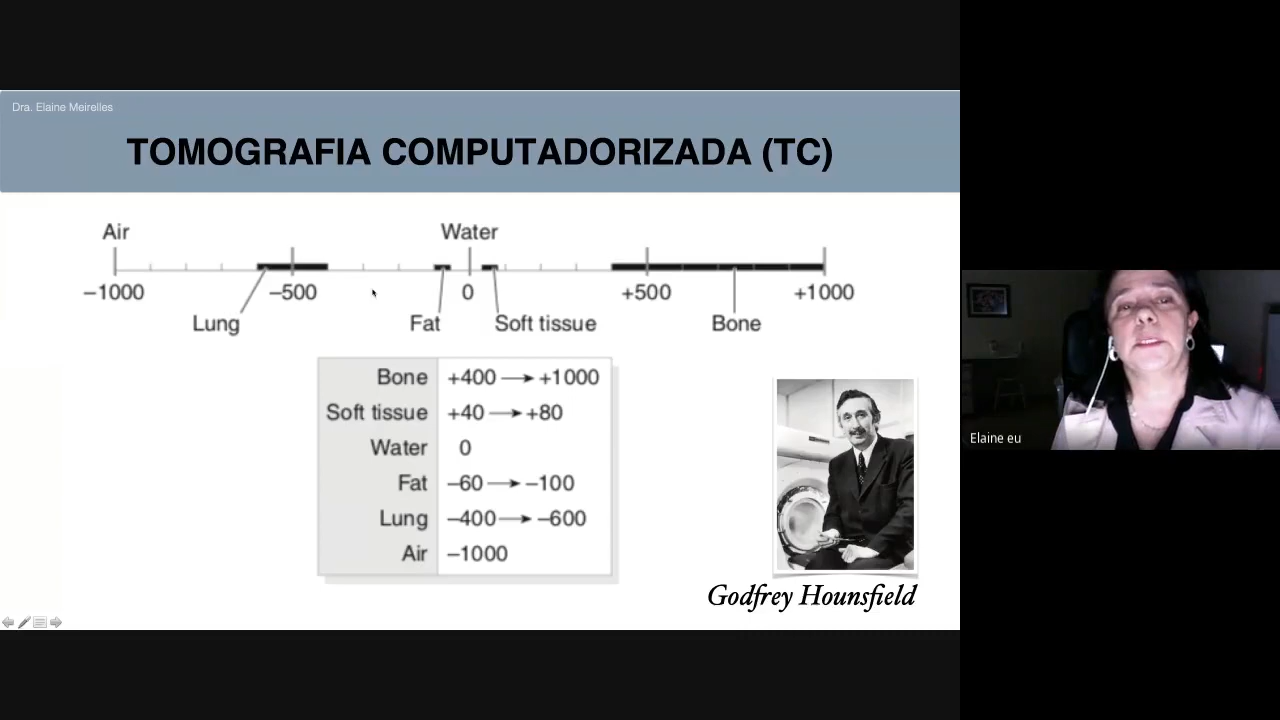 Dra. Elaine Meirelles
TOMOGRAFIA COMPUTADORIZADA (TC)
Air Water
−1000 −500 0 +500 +1000
Lung Fat Soft tissue Bone
Bone +400 → +1000
Soft tissue +40 → +80
Water 0
Fat −60 → −100
Lung −400 → −600
Air −1000
Godfrey Hounsfield
Elaine eu